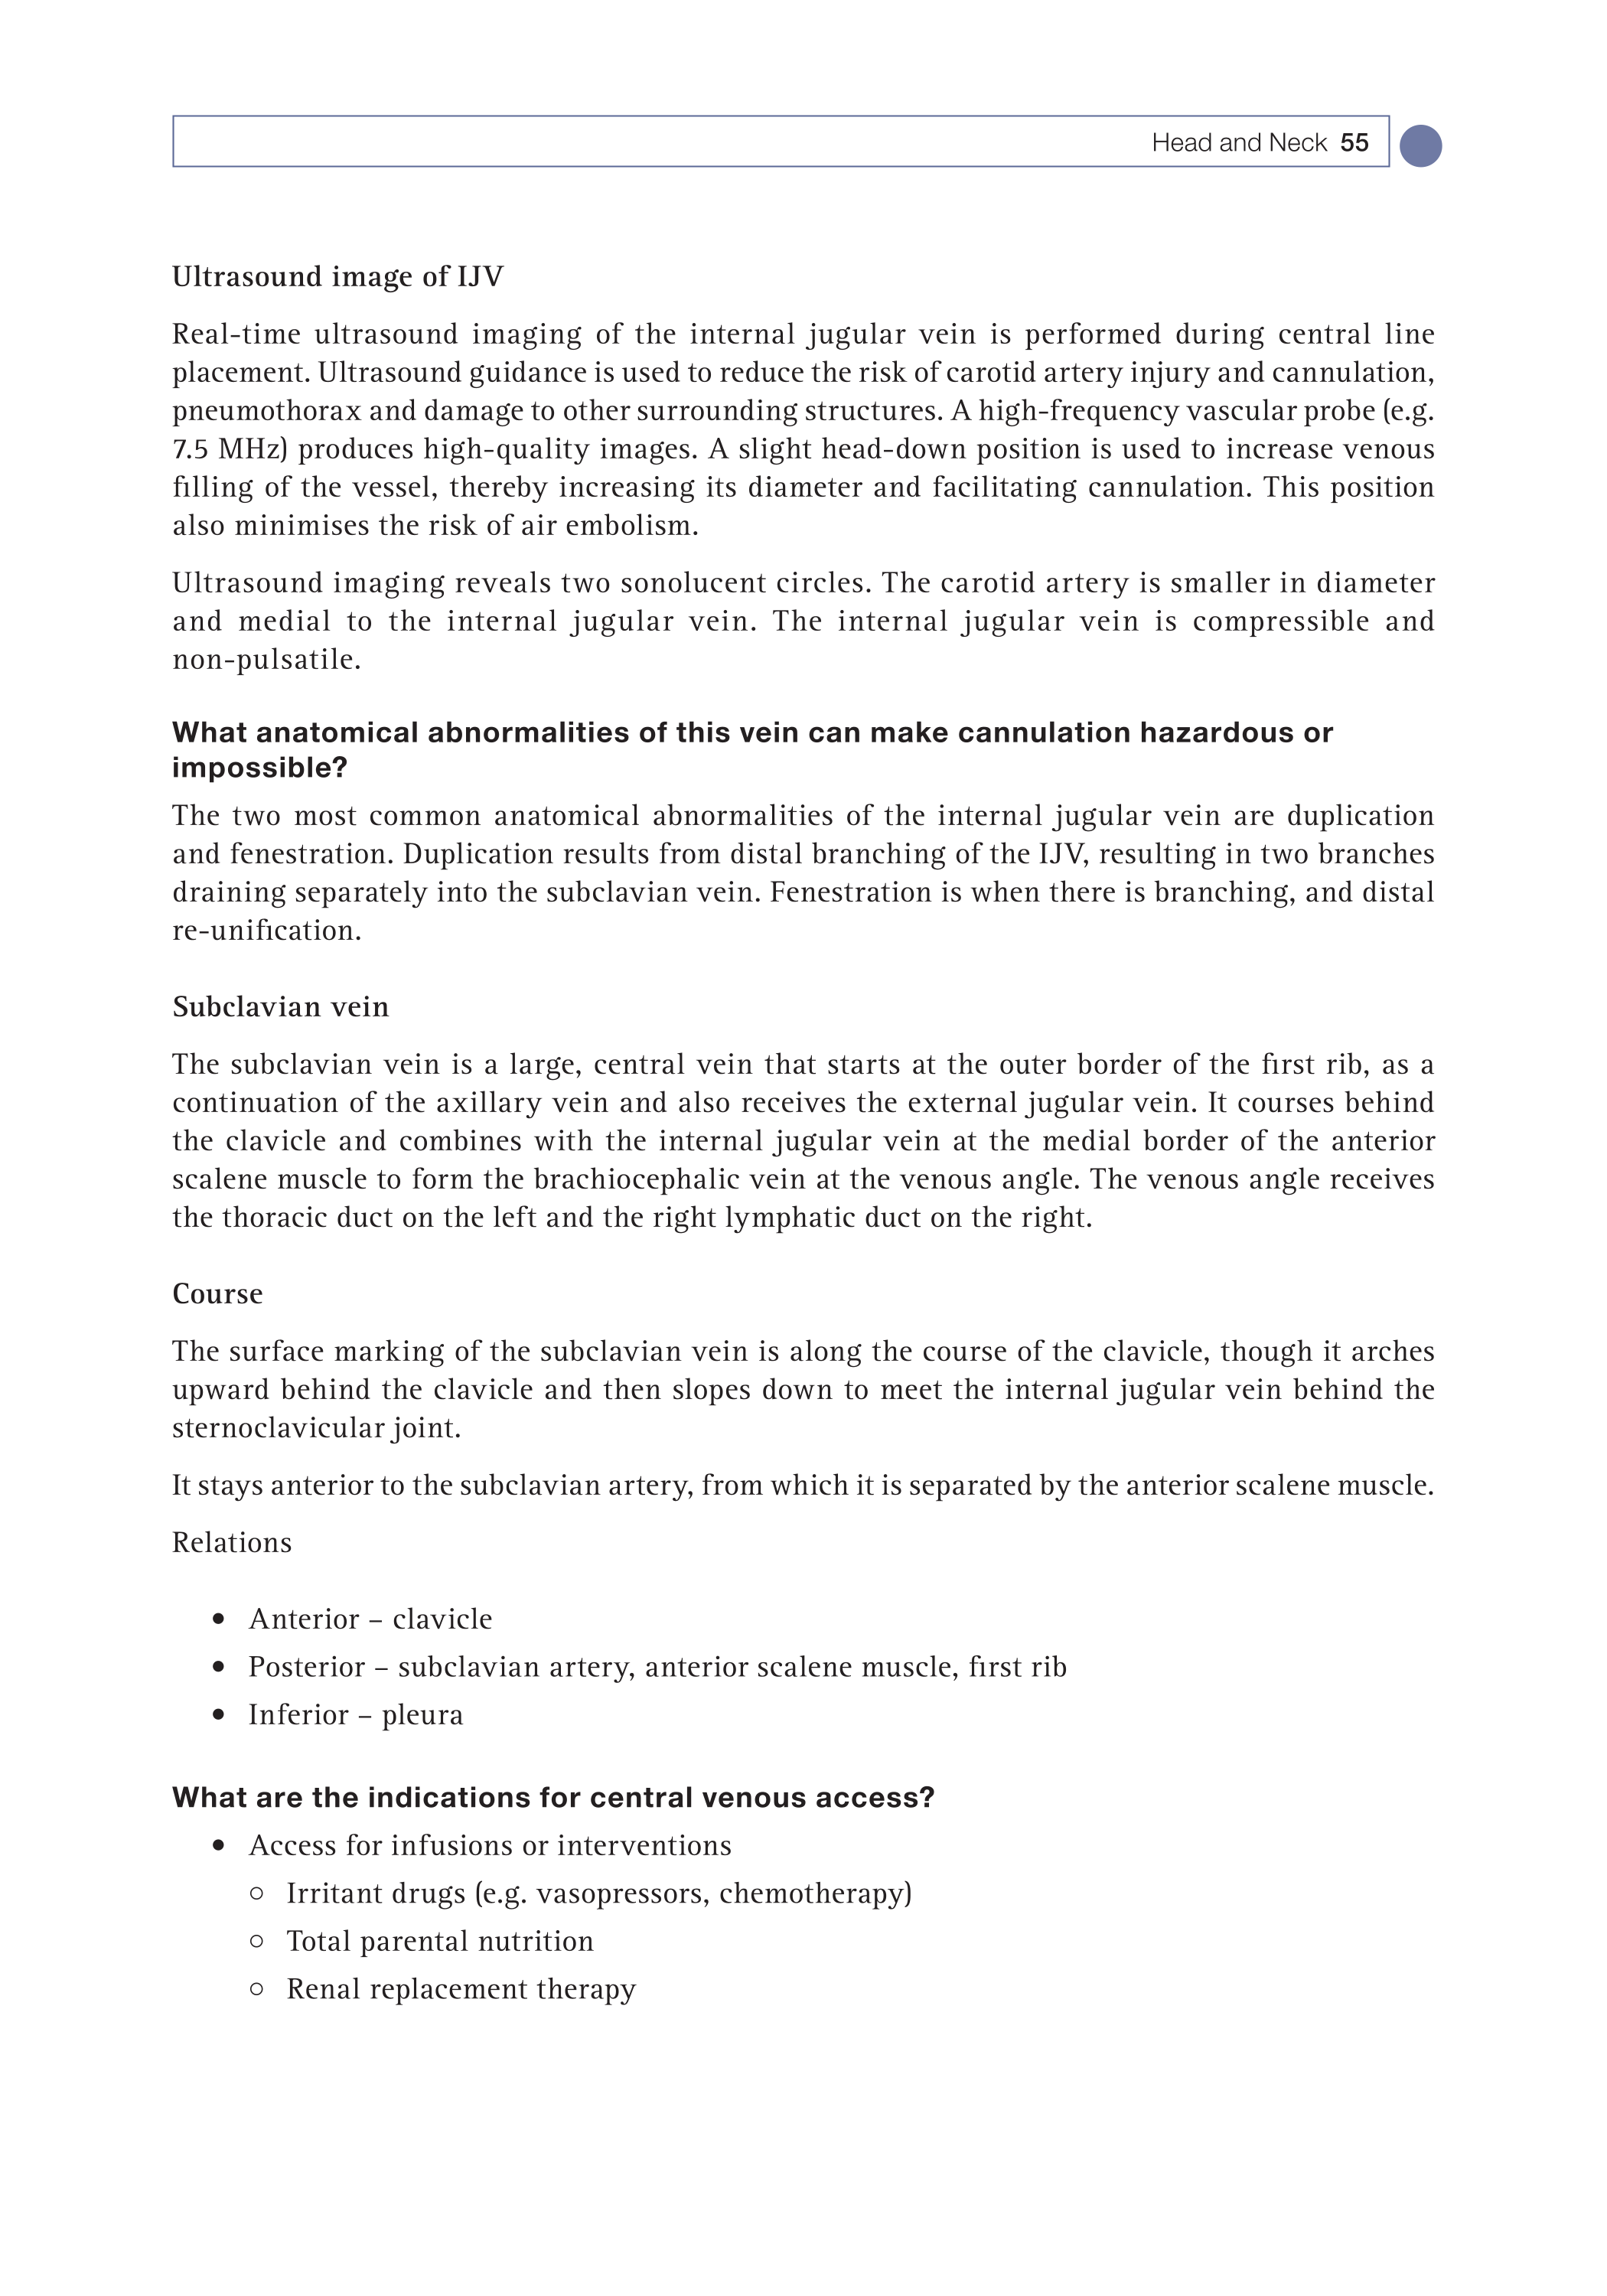 Head and Neck 55
Ultrasound image of IJV
Real-time ultrasound imaging of the internal jugular vein is performed during central line
placement. Ultrasound guidance is used to reduce the risk of carotid artery injury and cannulation,
pneumothorax and damage to other surrounding structures. A high-frequency vascular probe (e.g.
7.5 MHz) produces high-quality images. A slight head-down position is used to increase venous
filling of the vessel, thereby increasing its diameter and facilitating cannulation. This position
also minimises the risk of air embolism.
Ultrasound imaging reveals two sonolucent circles. The carotid artery is smaller in diameter
and medial to the internal jugular vein. The internal jugular vein is compressible and
non-pulsatile.
What anatomical abnormalities of this vein can make cannulation hazardous or
impossible?
The two most common anatomical abnormalities of the internal jugular vein are duplication
and fenestration. Duplication results from distal branching of the IJV, resulting in two branches
draining separately into the subclavian vein. Fenestration is when there is branching, and distal
re-unification.
Subclavian vein
The subclavian vein is a large, central vein that starts at the outer border of the first rib, as a
continuation of the axillary vein and also receives the external jugular vein. It courses behind
the clavicle and combines with the internal jugular vein at the medial border of the anterior
scalene muscle to form the brachiocephalic vein at the venous angle. The venous angle receives
the thoracic duct on the left and the right lymphatic duct on the right.
Course
The surface marking of the subclavian vein is along the course of the clavicle, though it arches
upward behind the clavicle and then slopes down to meet the internal jugular vein behind the
sternoclavicular joint.
It stays anterior to the subclavian artery, from which it is separated by the anterior scalene muscle.
Relations
• Anterior – clavicle
• Posterior – subclavian artery, anterior scalene muscle, first rib
• Inferior – pleura
What are the indications for central venous access?
• Access for infusions or interventions
○ Irritant drugs (e.g. vasopressors, chemotherapy)
○ Total parental nutrition
○ Renal replacement therapy